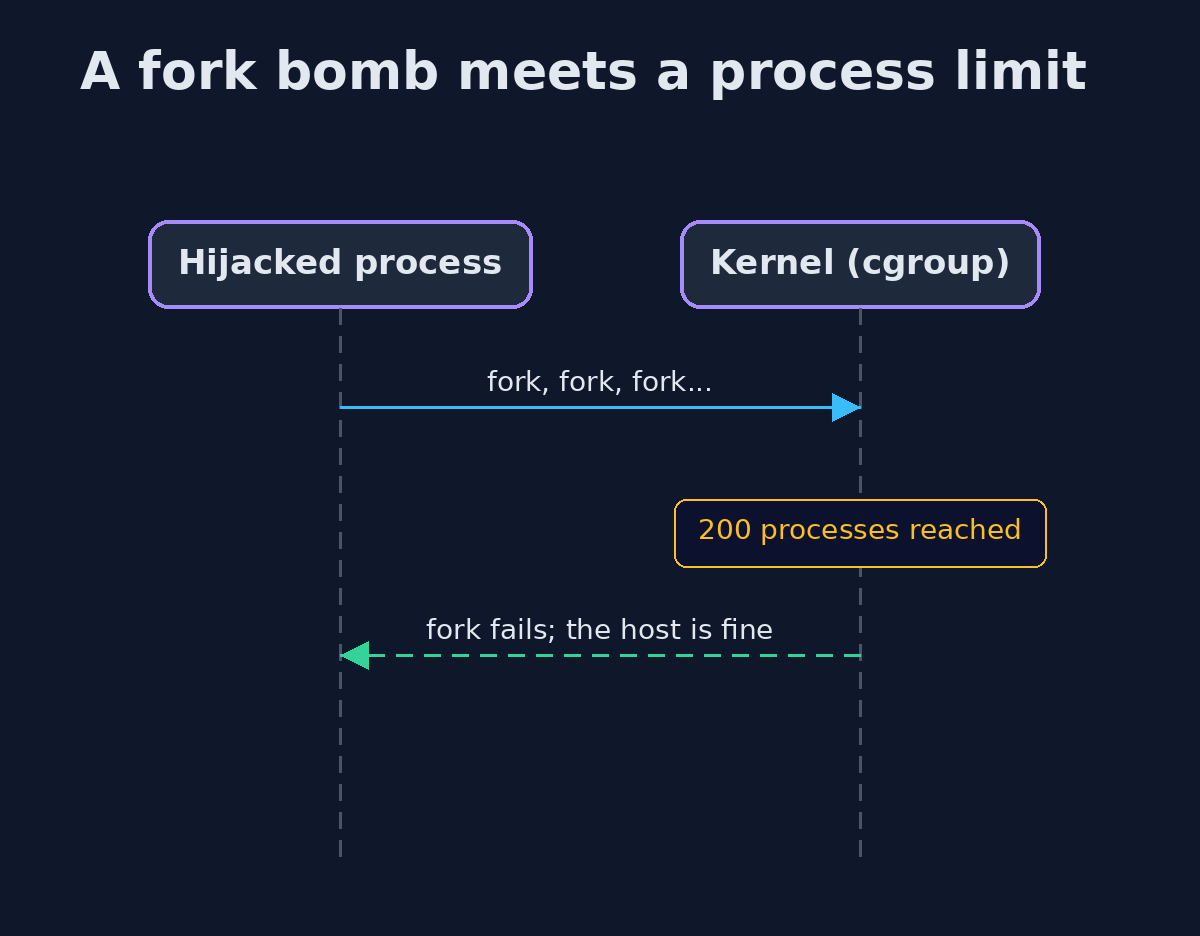 A fork bomb meets a process limit
Hijacked process
Kernel (cgroup)
fork, fork, fork...
200 processes reached
fork fails; the host is fine